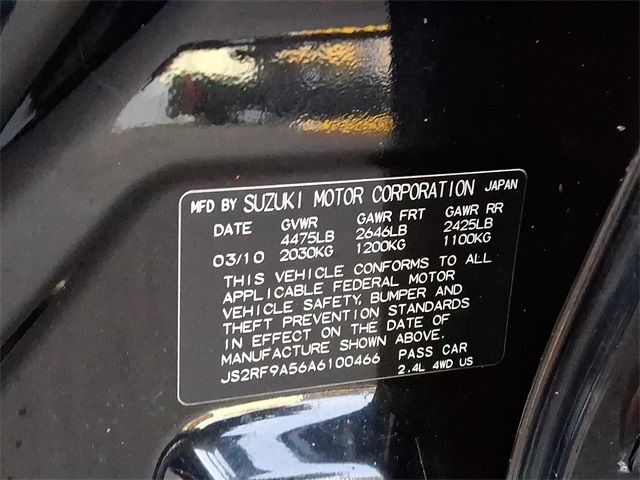 MFD BY SUZUKI MOTOR CORPORATION JAPAN
DATE GVWR GAWR FRT GAWR RR
4475LB 2646LB 2425LB
03/10 2030KG 1200KG 1100KG
THIS VEHICLE CONFORMS TO ALL
APPLICABLE FEDERAL MOTOR
VEHICLE SAFETY, BUMPER AND
THEFT PREVENTION STANDARDS
IN EFFECT ON THE DATE OF
MANUFACTURE SHOWN ABOVE.
JS2RF9A56A6100466 PASS CAR
2.4L 4WD US